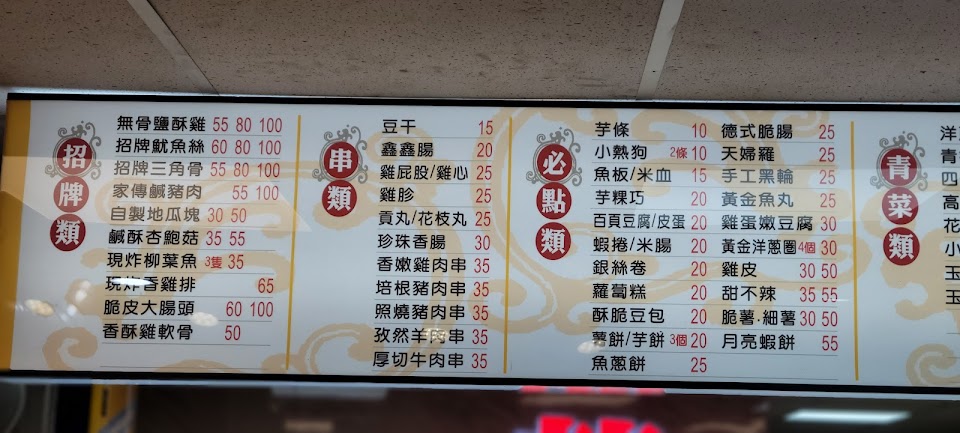 招牌類
無骨鹽酥雞 55 80 100
招牌魷魚絲 60 80 100
招牌三角骨 55 80 100
家傳鹹豬肉 55 100
自製地瓜塊 30 50
鹹酥杏鮑菇 35 55
現炸柳葉魚 3隻 35
現炸香雞排 65
脆皮大腸頭 60 100
香酥雞軟骨 50
串類
豆干 15
鑫鑫腸 20
雞屁股/雞心 25
雞胗 25
貢丸/花枝丸 25
珍珠香腸 30
香嫩雞肉串 35
培根豬肉串 35
照燒豬肉串 35
孜然羊肉串 35
厚切牛肉串 35
必點類
芋條 10
小熱狗 2條 10
魚板/米血 15
芋粿巧 20
百頁豆腐/皮蛋 20
蝦捲/米腸 20
銀絲卷 20
蘿蔔糕 20
酥脆豆包 20
薯餅/芋餅 3個 20
魚蔥餅 25
德式脆腸 25
天婦羅 25
手工黑輪 25
黃金魚丸 25
雞蛋嫩豆腐 30
黃金洋蔥圈 4個 30
雞皮 30 50
甜不辣 35 55
脆薯.細薯 30 50
月亮蝦餅 55
青菜類
洋
青
四
高
花
小
玉
玉